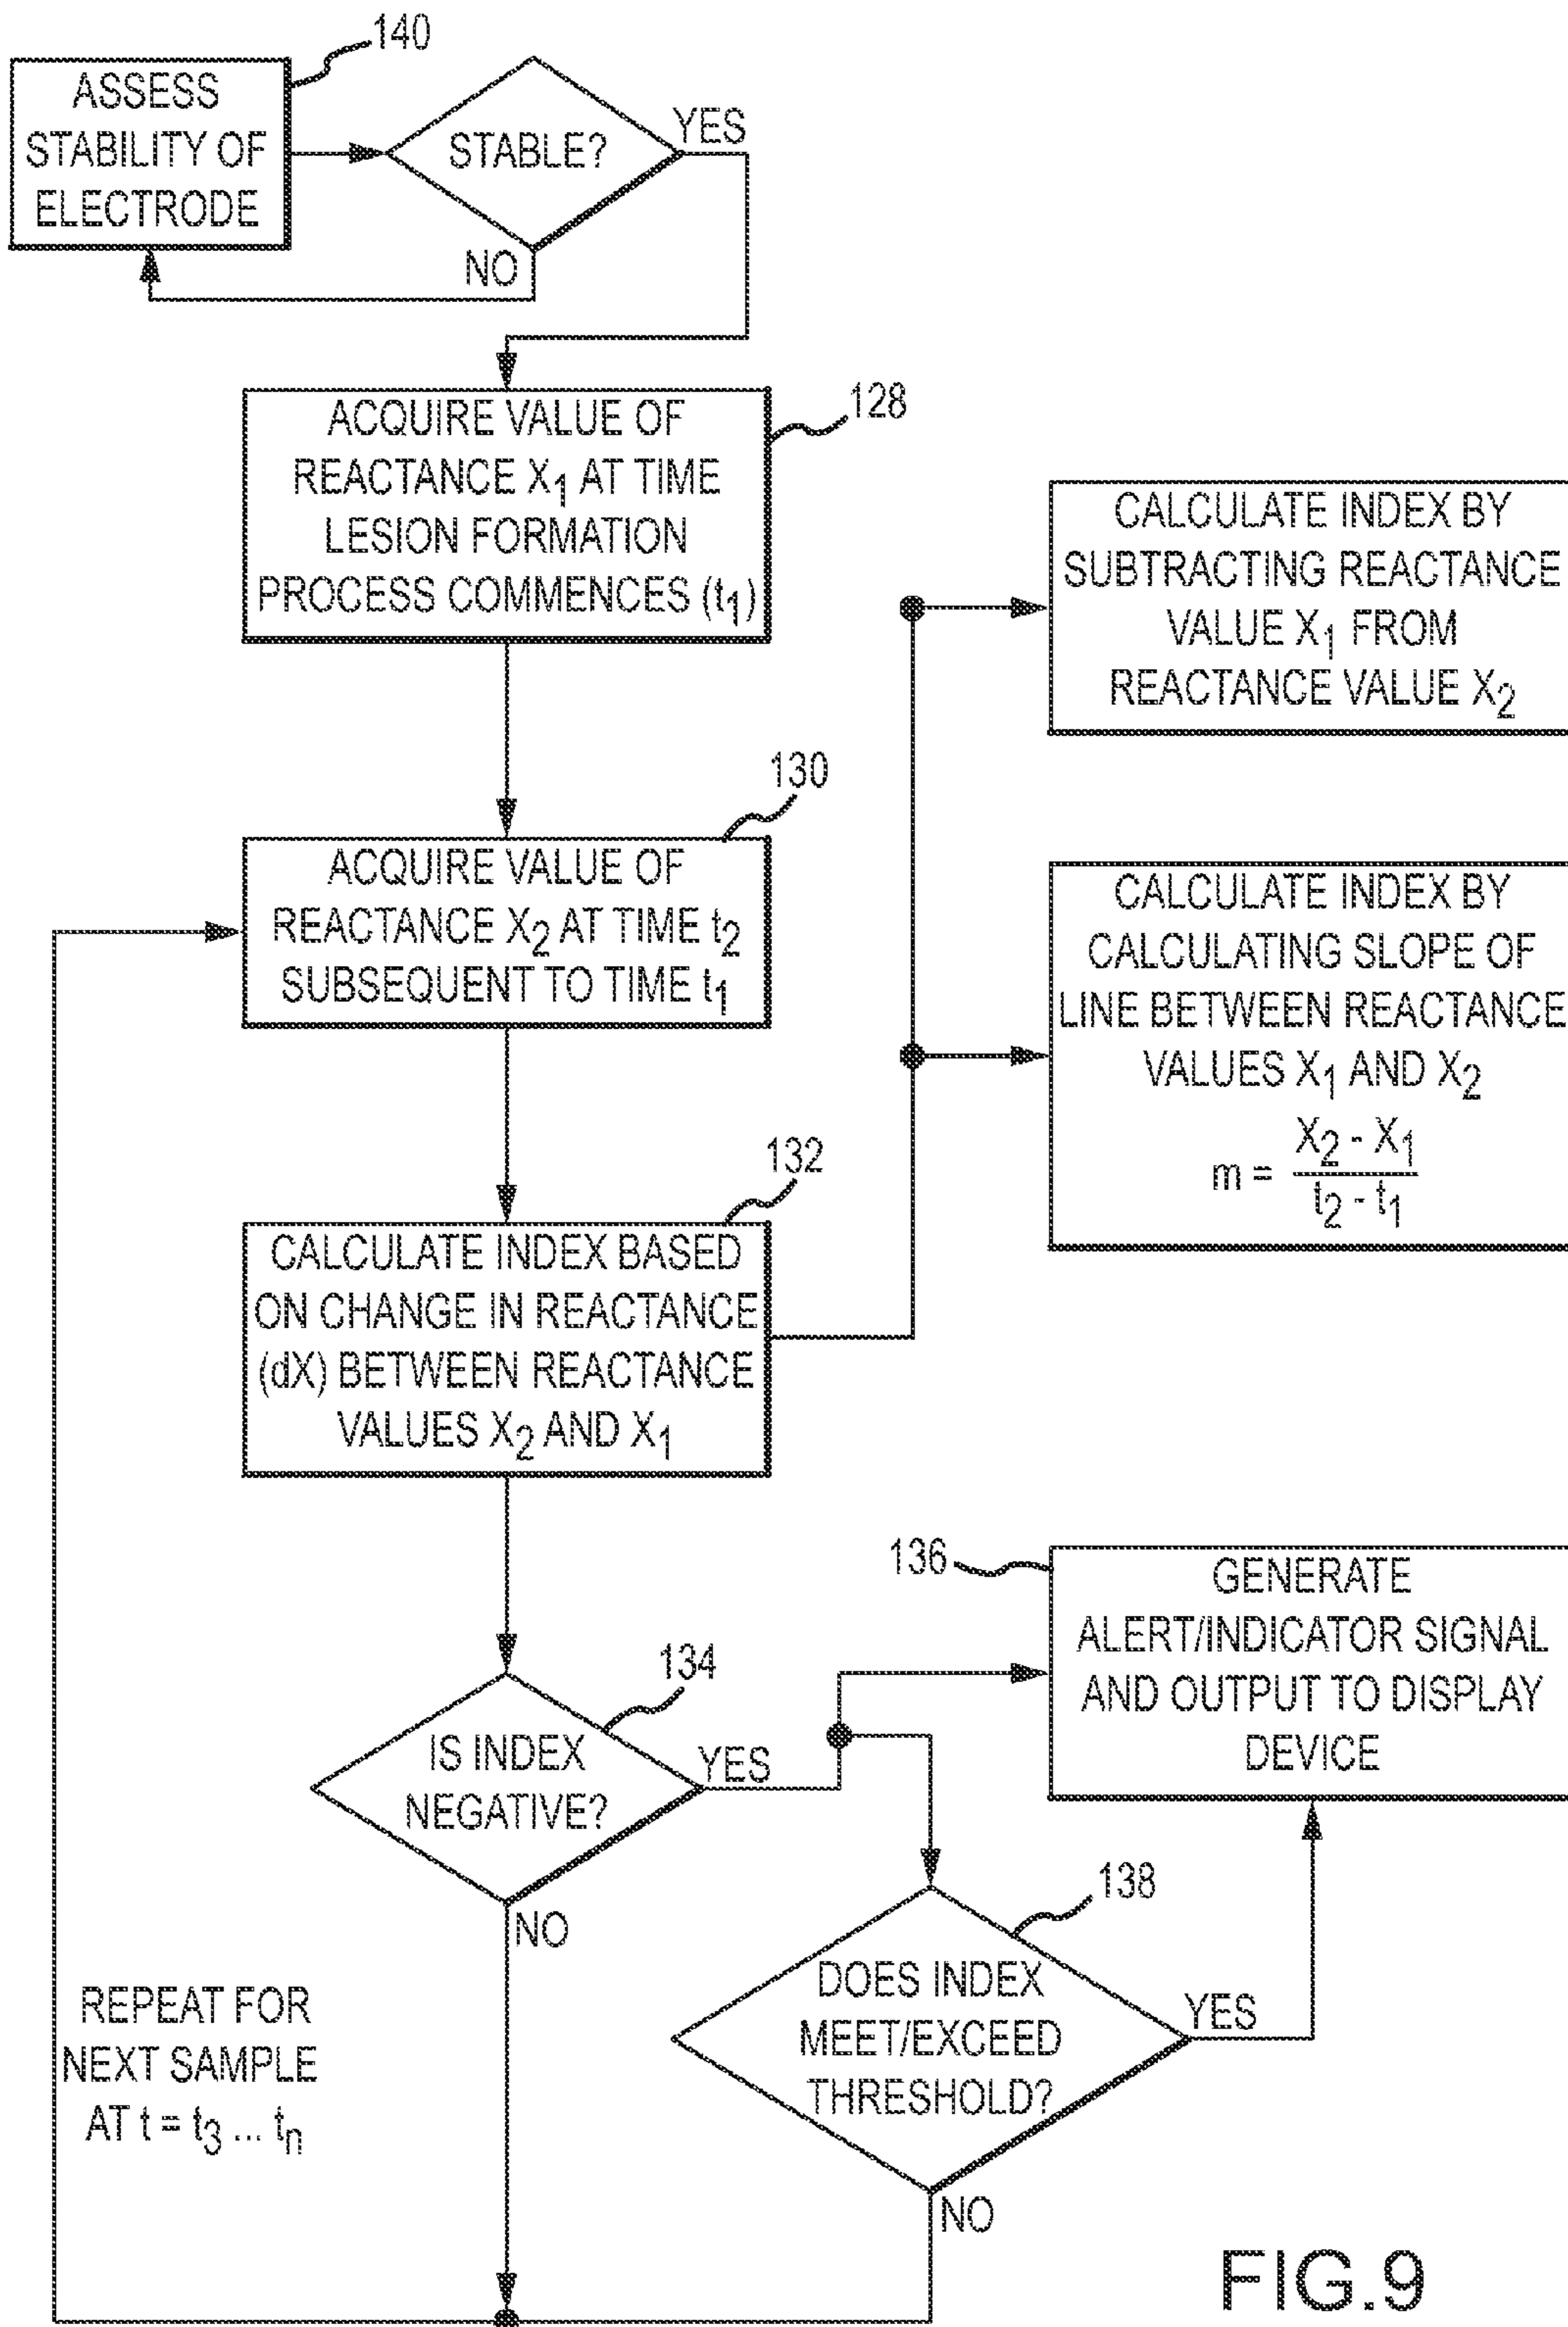 140
ASSESS
STABILITY OF
ELECTRODE
STABLE?
YES
NO
128
ACQUIRE VALUE OF
REACTANCE X1 AT TIME
LESION FORMATION
PROCESS COMMENCES (t1)
CALCULATE INDEX BY
SUBTRACTING REACTANCE
VALUE X1 FROM
REACTANCE VALUE X2
130
ACQUIRE VALUE OF
REACTANCE X2 AT TIME t2
SUBSEQUENT TO TIME t1
CALCULATE INDEX BY
CALCULATING SLOPE OF
LINE BETWEEN REACTANCE
VALUES X1 AND X2
m = X2 - X1
t2 - t1
132
CALCULATE INDEX BASED
ON CHANGE IN REACTANCE
(dX) BETWEEN REACTANCE
VALUES X2 AND X1
136
GENERATE
ALERT/INDICATOR SIGNAL
AND OUTPUT TO DISPLAY
DEVICE
134
IS INDEX
NEGATIVE?
YES
NO
138
DOES INDEX
MEET/EXCEED
THRESHOLD?
YES
NO
REPEAT FOR
NEXT SAMPLE
AT t = t3 ... tn
FIG.9